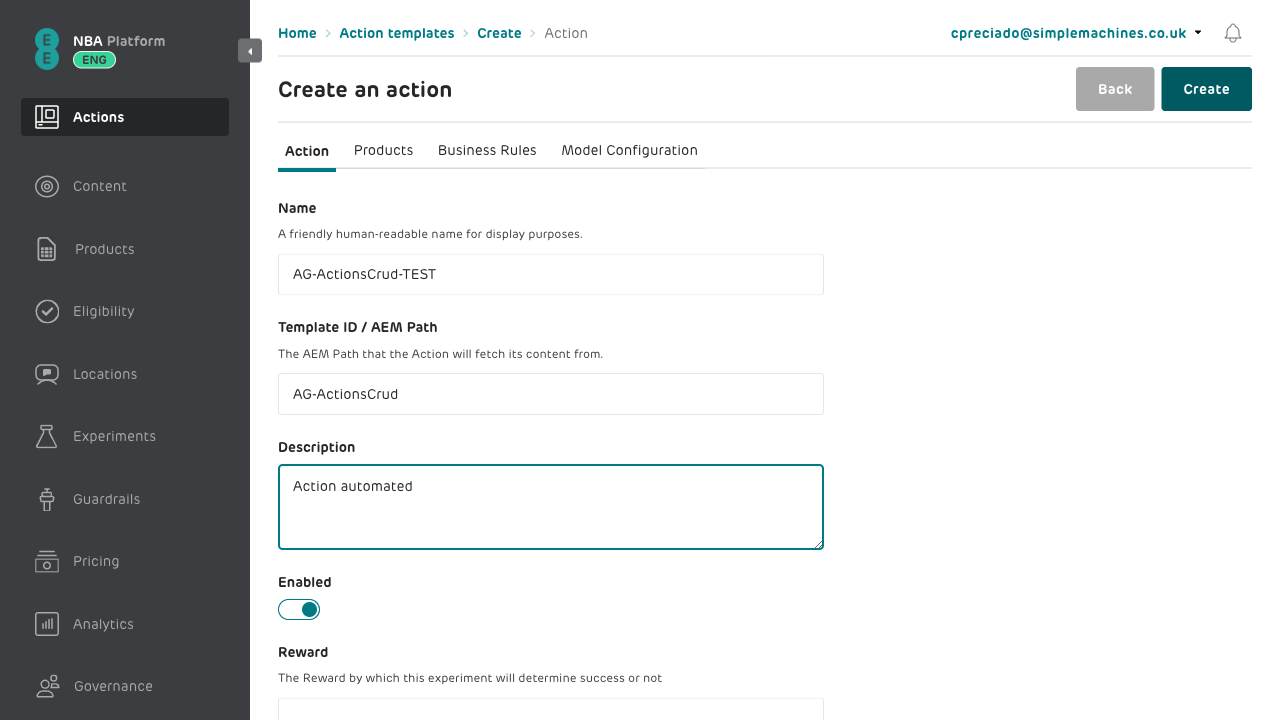 EE
NBA Platform
ENG
Actions
Content
Products
Eligibility
Locations
Experiments
Guardrails
Pricing
Analytics
Governance
Home > Action templates > Create > Action
cpreciado@simplemachines.co.uk
Create an action
Back
Create
Action
Products
Business Rules
Model Configuration
Name
A friendly human-readable name for display purposes.
AG-ActionsCrud-TEST
Template ID / AEM Path
The AEM Path that the Action will fetch its content from.
AG-ActionsCrud
Description
Action automated
Enabled
Reward
The Reward by which this experiment will determine success or not